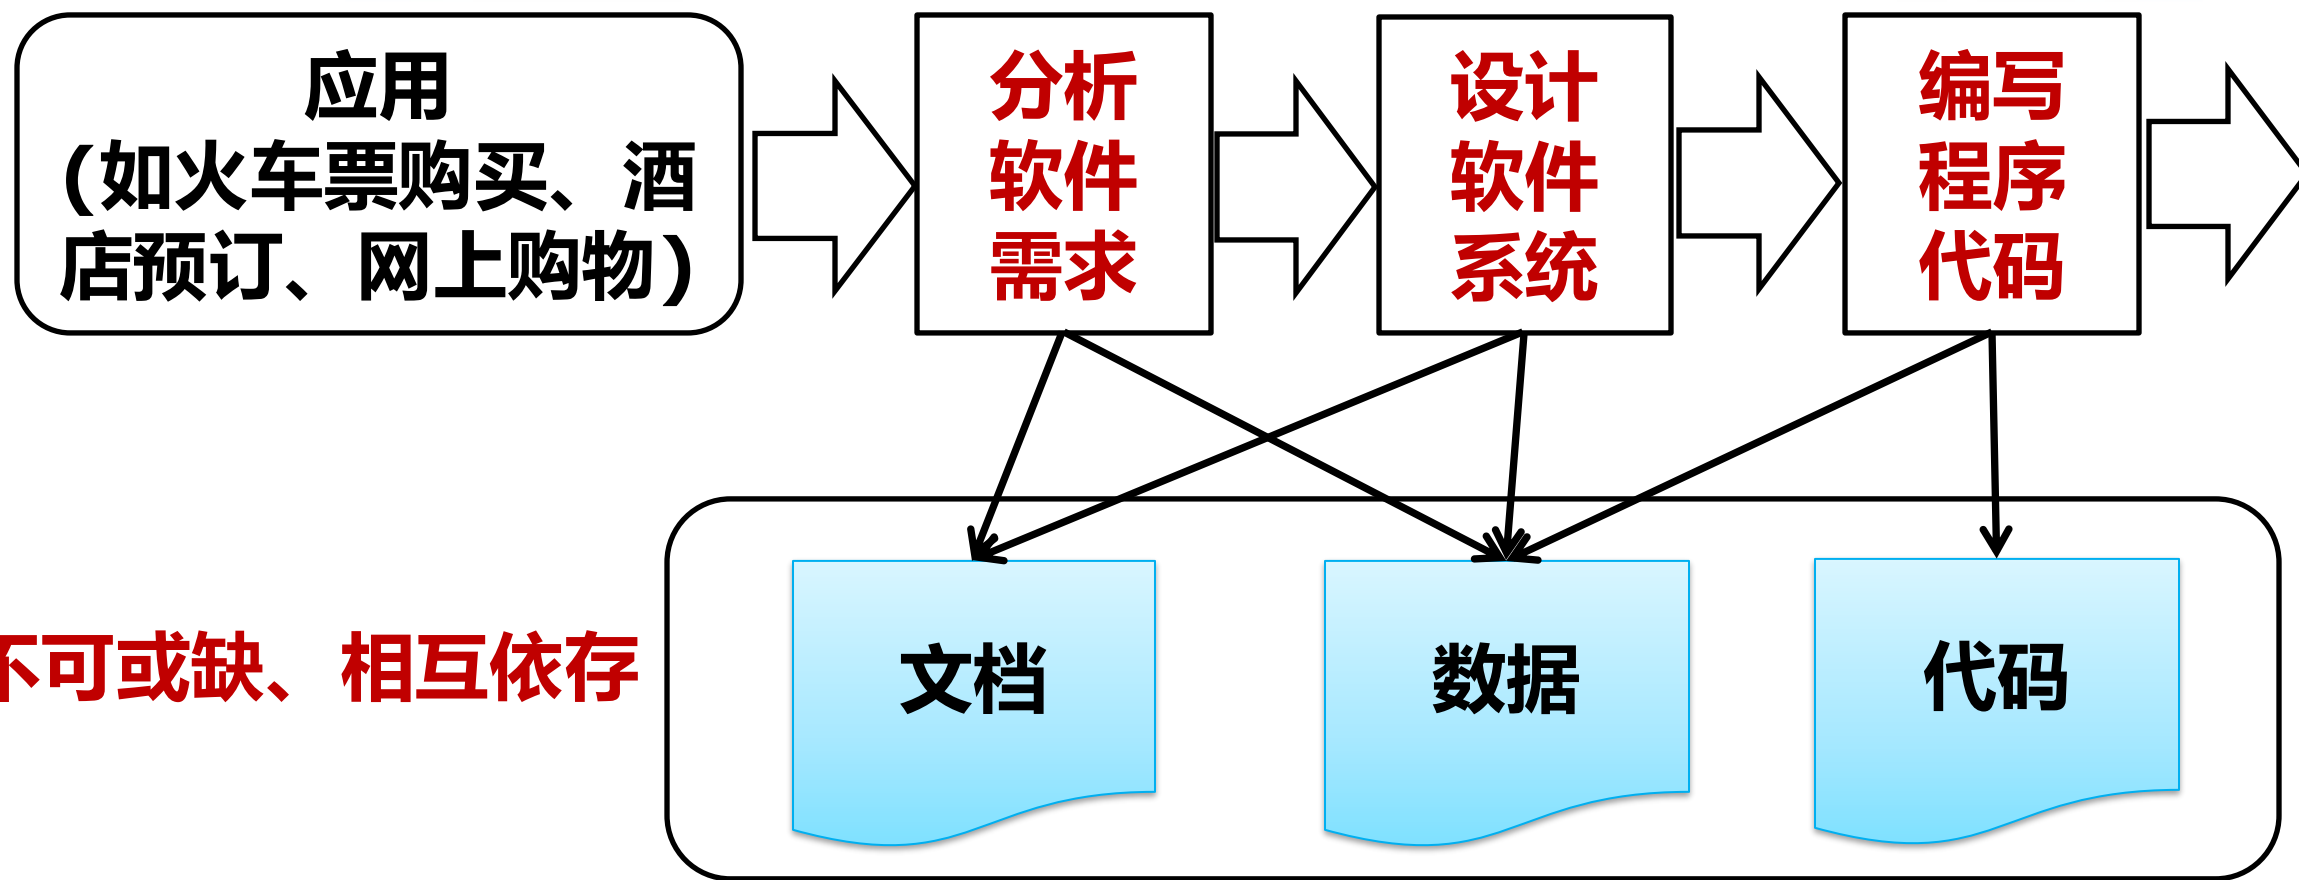 应用
(如火车票购买、酒
店预订、网上购物)
分析
软件
需求
设计
软件
系统
编写
程序
代码
不可或缺、相互依存
文档
数据
代码